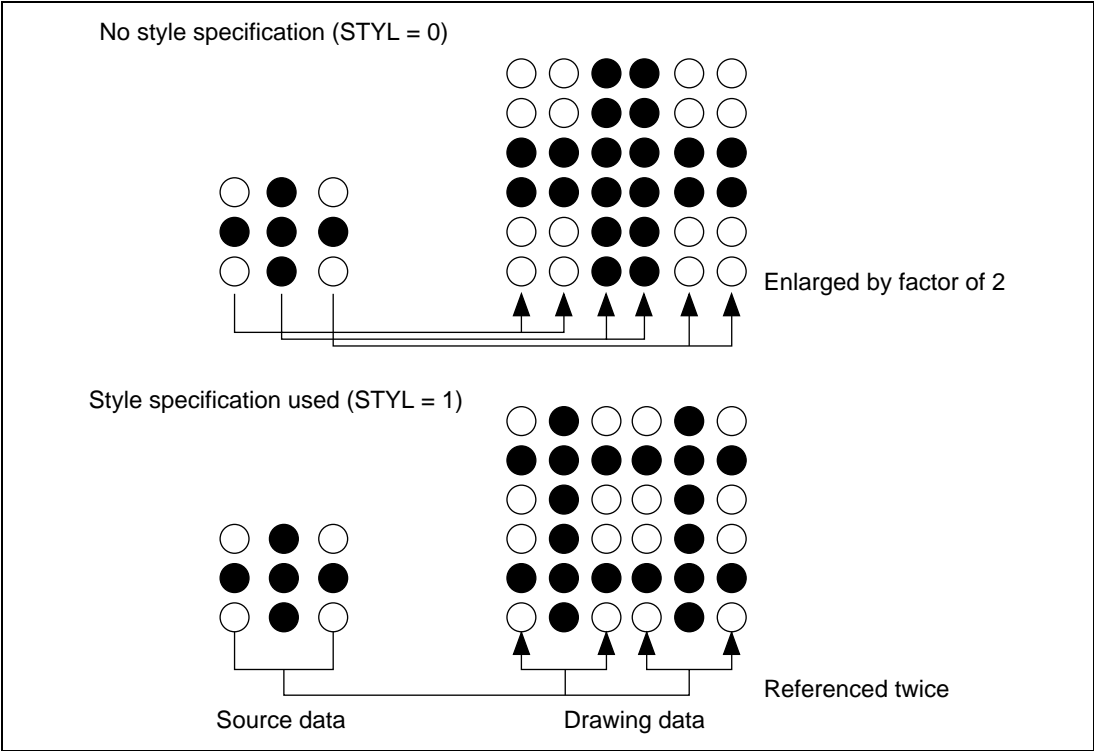 No style specification (STYL = 0)
Enlarged by factor of 2
Style specification used (STYL = 1)
Referenced twice
Source data
Drawing data